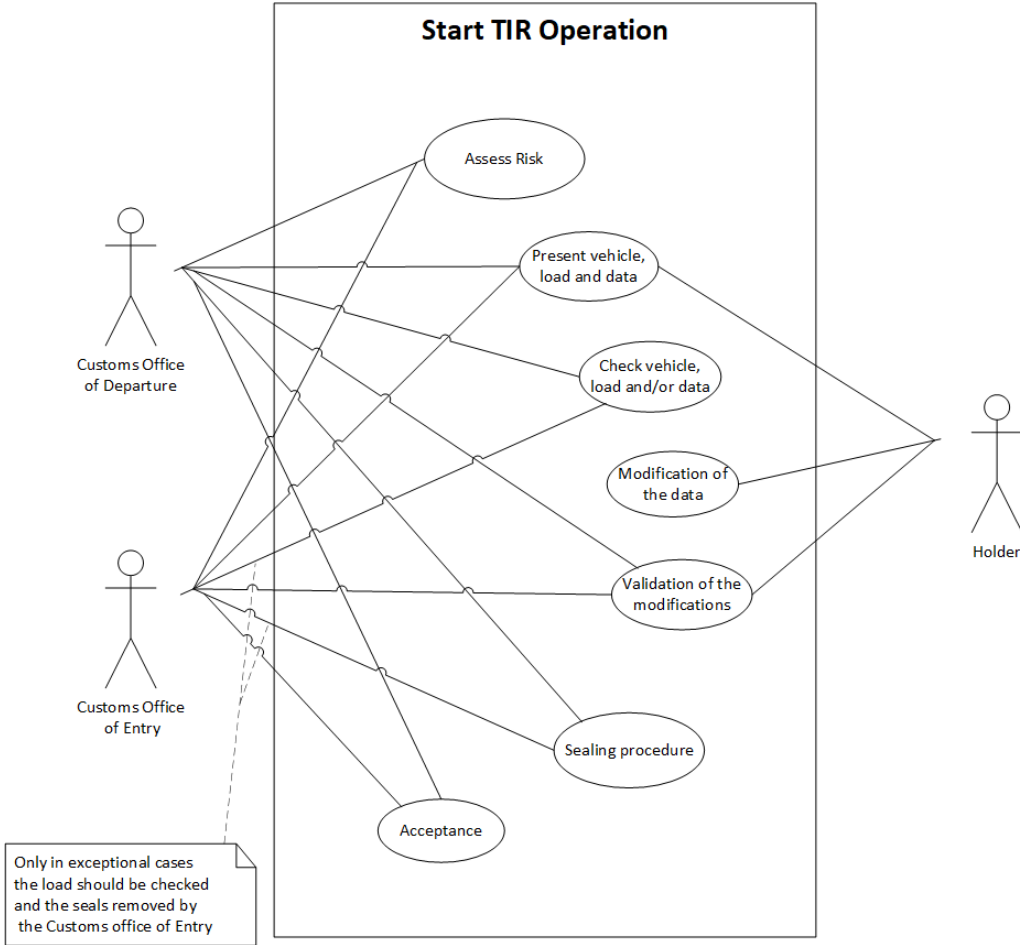 Start TIR Operation
Assess Risk
Present vehicle,
load and data
Customs Office
of Departure
Check vehicle,
load and/or data
Modification of
the data
Holder
Validation of the
modifications
Customs Office
of Entry
Sealing procedure
Acceptance
Only in exceptional cases
the load should be checked
and the seals removed by
the Customs office of Entry